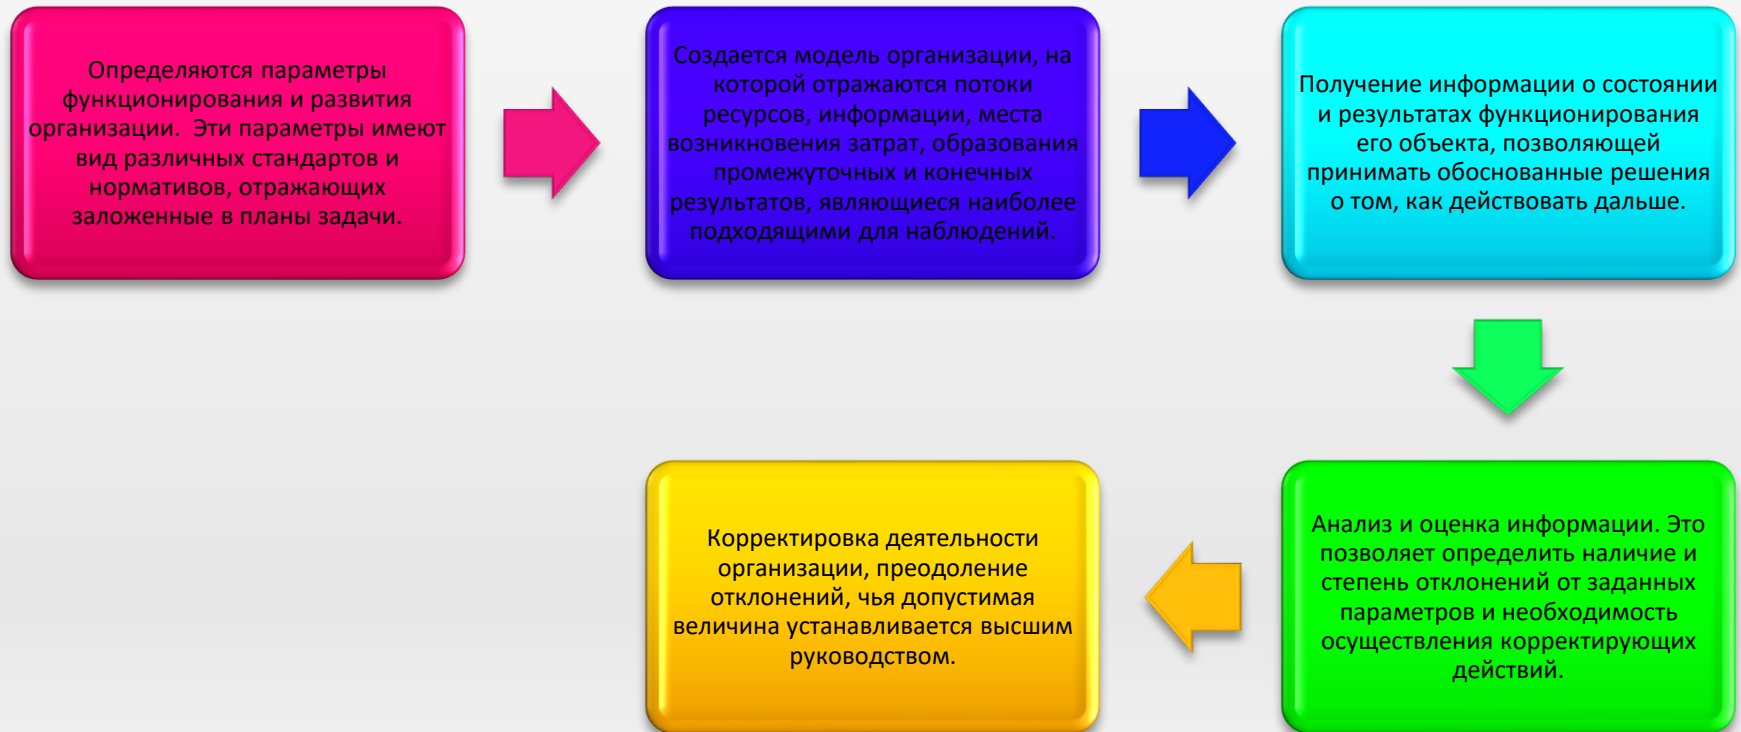 Определяются параметры
функционирования и развития
организации.  Эти параметры имеют
вид различных стандартов и
нормативов, отражающих
заложенные в планы задачи.
Создается модель организации, на
которой отражаются потоки
ресурсов, информации, места
возникновения затрат, образования
промежуточных и конечных
результатов, являющиеся наиболее
подходящими для наблюдений.
Получение информации о состоянии
и результатах функционирования
его объекта, позволяющей
принимать обоснованные решения
о том, как действовать дальше.
Анализ и оценка информации. Это
позволяет определить наличие и
степень отклонений от заданных
параметров и необходимость
осуществления корректирующих
действий.
Корректировка деятельности
организации, преодоление
отклонений, чья допустимая
величина устанавливается высшим
руководством.